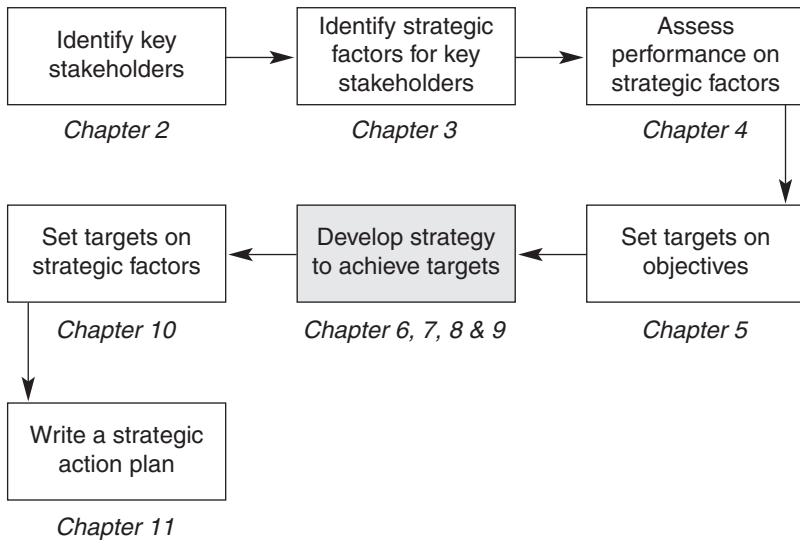 Identify key
stakeholders
Chapter 2
Identify strategic
factors for key
stakeholders
Chapter 3
Assess
performance on
strategic factors
Chapter 4
Set targets on
objectives
Chapter 5
Develop strategy
to achieve targets
Chapter 6, 7, 8 & 9
Set targets on
strategic factors
Chapter 10
Write a strategic
action plan
Chapter 11